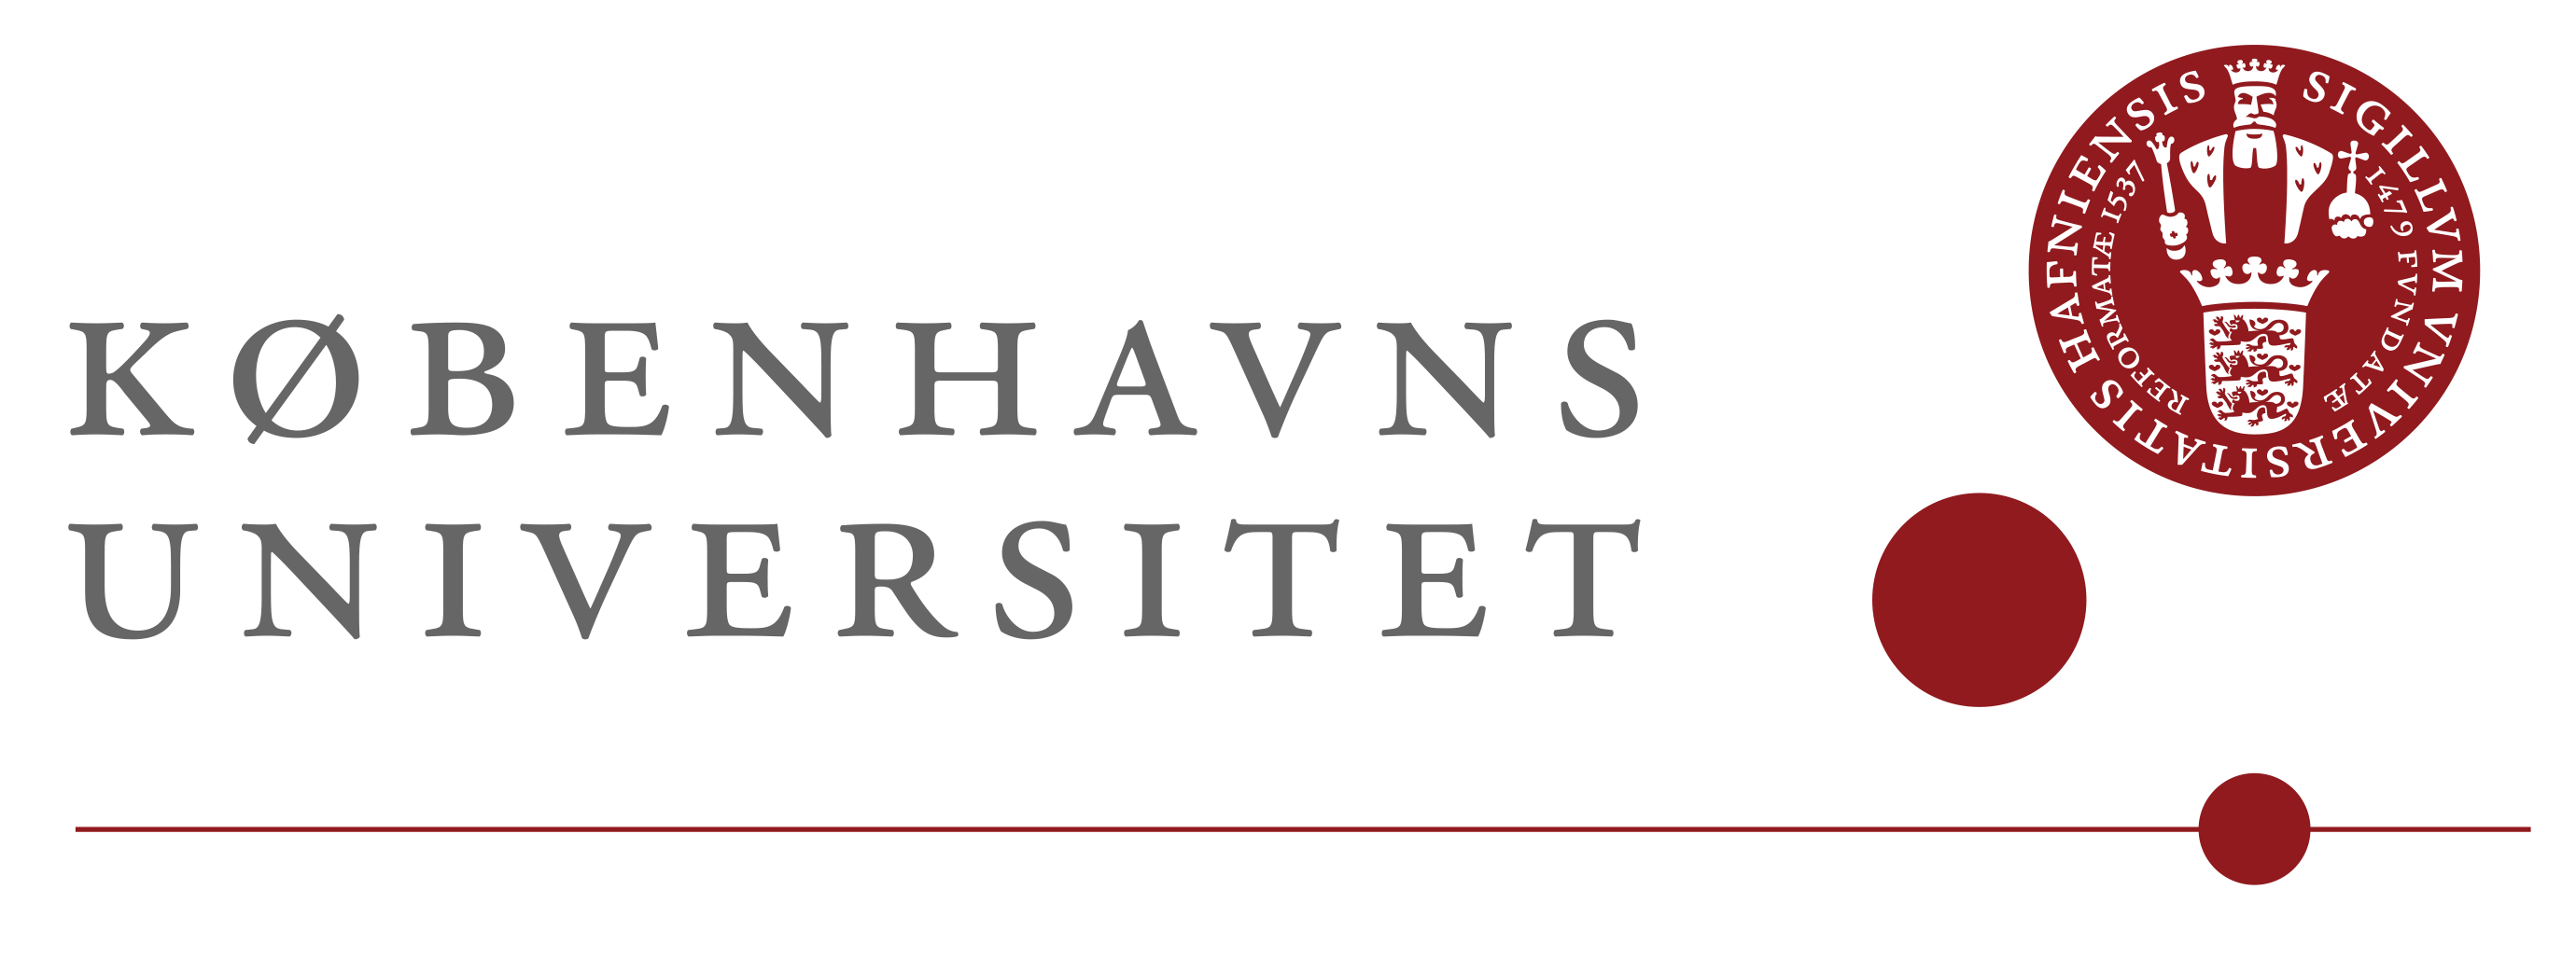 KØBENHAVNS
UNIVERSITET
SIGILLVM VNIVERSITATIS HAFNIENSIS
1479 FVNDATÆ
REFORMATÆ 1537